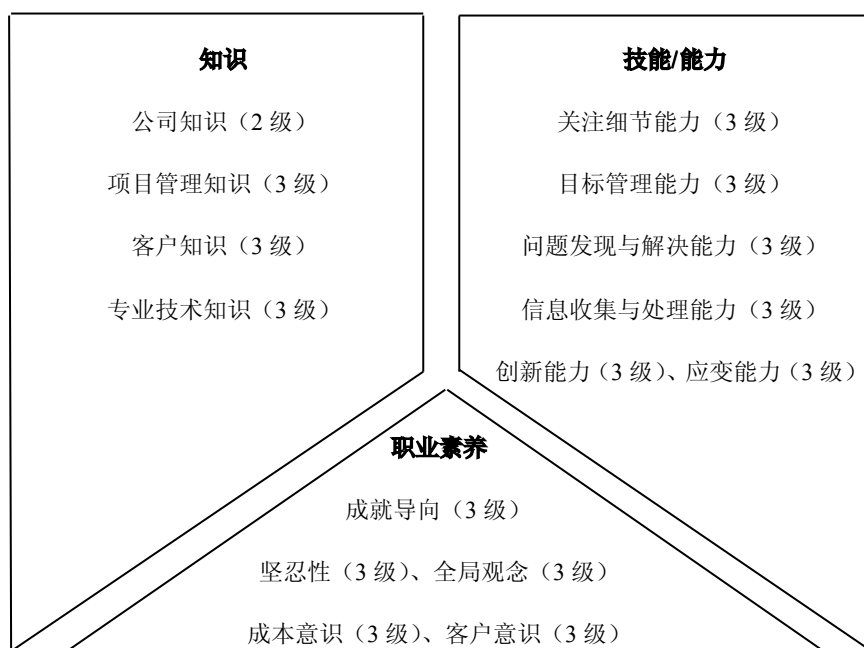 知识
公司知识（2 级）
项目管理知识（3 级）
客户知识（3 级）
专业技术知识（3 级）
技能/能力
关注细节能力（3 级）
目标管理能力（3 级）
问题发现与解决能力（3 级）
信息收集与处理能力（3 级）
创新能力（3 级）、应变能力（3 级）
职业素养
成就导向（3 级）
坚忍性（3 级）、全局观念（3 级）
成本意识（3 级）、客户意识（3 级）